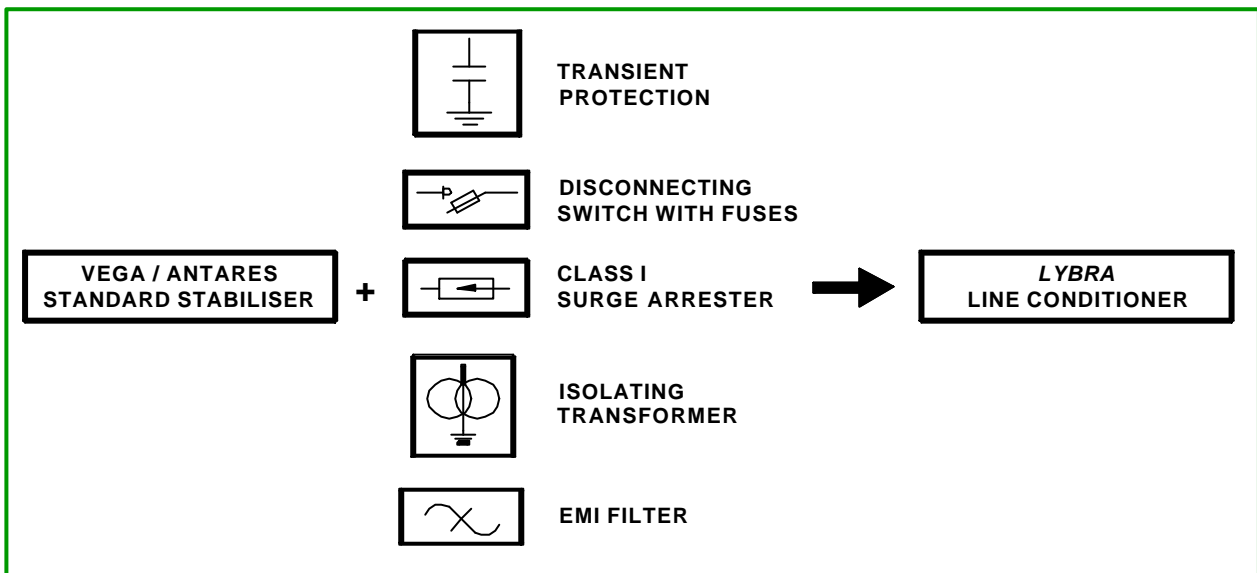 TRANSIENT
PROTECTION
DISCONNECTING
SWITCH WITH FUSES
VEGA / ANTARES
STANDARD STABILISER
+
CLASS I
SURGE ARRESTER
LYBRA
LINE CONDITIONER
ISOLATING
TRANSFORMER
EMI FILTER